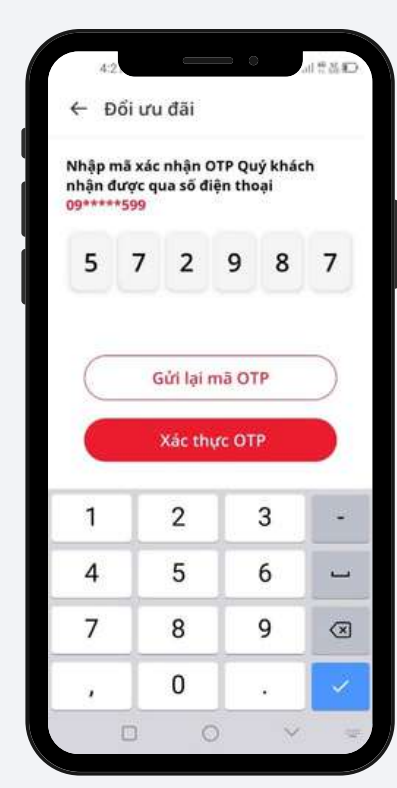 4:2
← Đổi ưu đãi
Nhập mã xác nhận OTP Quý khách
nhận được qua số điện thoại
09*****599
5 7 2 9 8 7
Gửi lại mã OTP
Xác thực OTP
1 2 3 -
4 5 6
7 8 9
, 0 .